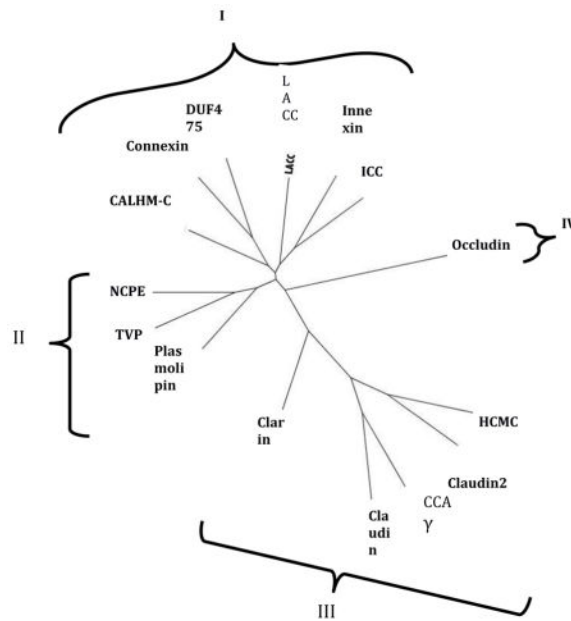 I
L
A
CC
DUF4
75
Inne
xin
Connexin
LACC
ICC
CALHM-C
IV
Occludin
NCPE
II
TVP
Plas
moli
pin
Clar
in
HCMC
Claudin2
CCA
γ
Cla
udi
n
III